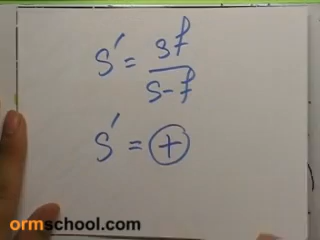 s' = sf / s-f
s' = +
ormschool.com